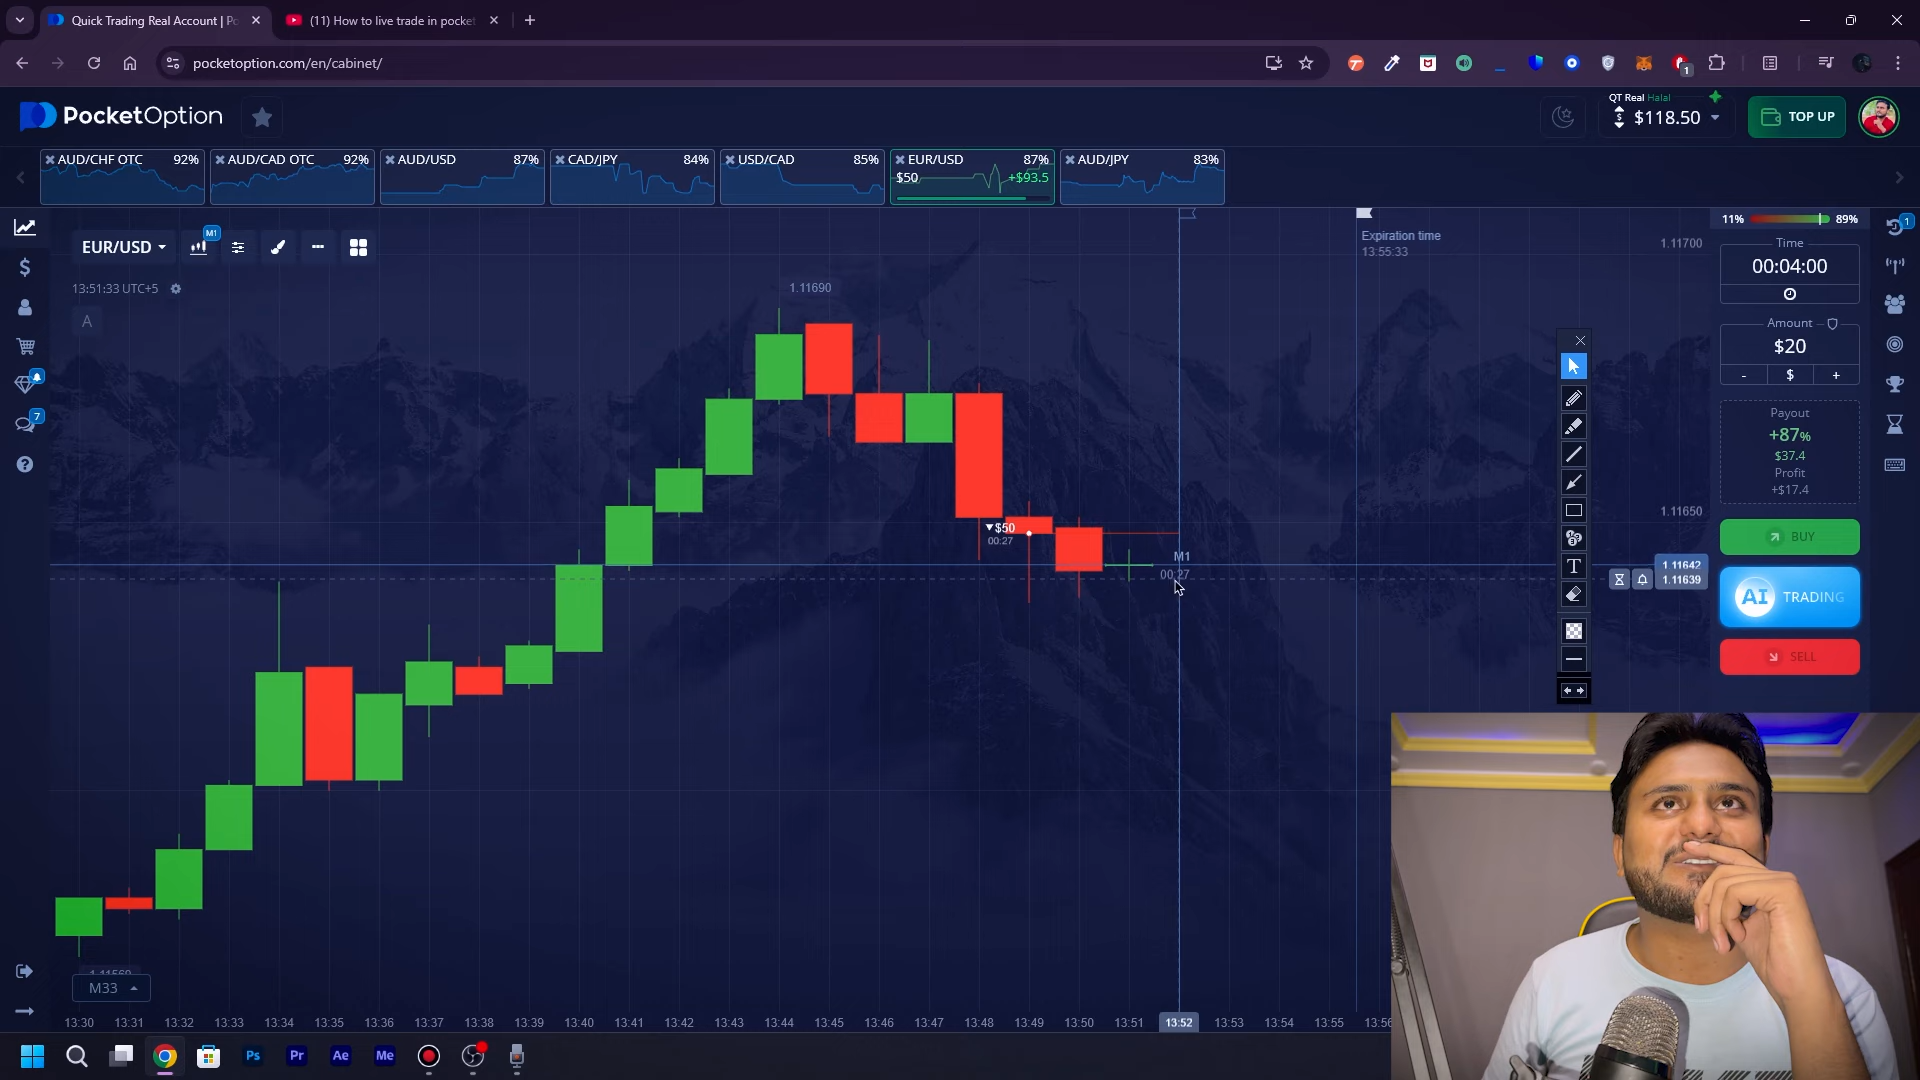 Quick Trading Real Account | Po
(11) How to live trade in pocket
pocketoption.com/en/cabinet/
1
PocketOption
QT Real Halal
$ $118.50
TOP UP
AUD/CHF OTC 92%
AUD/CAD OTC 92%
AUD/USD 87%
CAD/JPY 84%
USD/CAD 85%
EUR/USD 87%
$50 +$93.5
AUD/JPY 83%
EUR/USD
M1
13:51:33 UTC+5
A
7
1.11690
Expiration time
13:55:33
1.11700
1.11650
1.11642
1.11639
$50
00:27
M1
00:27
T
11% 89%
Time
00:04:00
Amount
$20
- $ +
Payout
+87%
$37.4
Profit
+$17.4
BUY
AI TRADING
SELL
1
M33
13:30 13:31 13:32 13:33 13:34 13:35 13:36 13:37 13:38 13:39 13:40 13:41 13:42 13:43 13:44 13:45 13:46 13:47 13:48 13:49 13:50 13:51 13:52 13:53 13:54 13:55
Ps Pr Ae Me